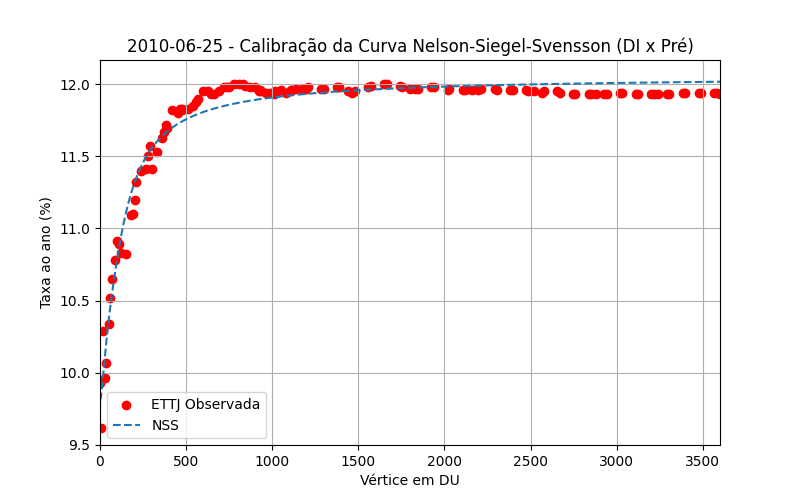 2010-06-25 - Calibração da Curva Nelson-Siegel-Svensson (DI x Pré)
Taxa ao ano (%)
12.0
11.5
11.0
10.5
10.0
9.5
ETTJ Observada
NSS
0 500 1000 1500 2000 2500 3000 3500
Vértice em DU